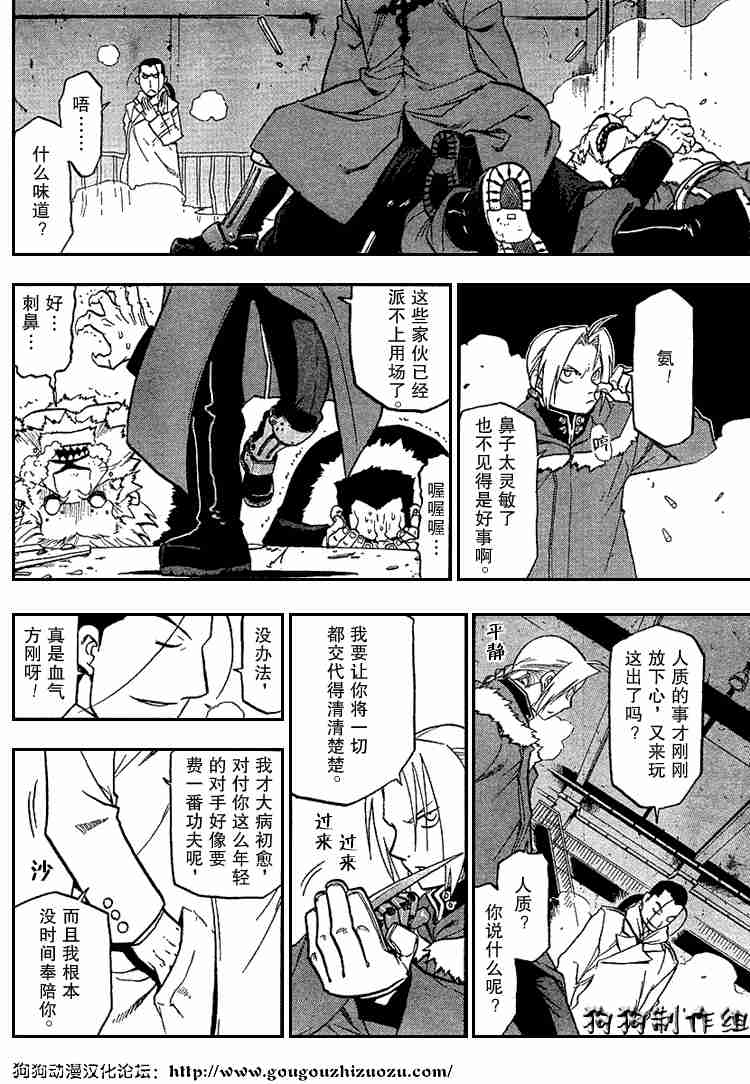 唔……
什么味道？
氨！
哼
鼻子太灵敏了
也不见得是
好事啊。
这些家伙已经
派不上用场了。
好…
刺鼻…
喔喔喔…
人质的事才刚刚
放下心，又来玩
这出了吗？
平静
人质？
你说什么呢？
我要让你将一切
都交代得清清楚楚。
过来
过来
没办法，
真是血气
方刚呀！
我才大病初愈，
对付你这么年轻
的对手好像要
费一番功夫呢，
沙
而且我根本
没时间奉陪你。
狗狗制作组
狗狗动漫汉化论坛：http://www.gougouzhizuozu.com/